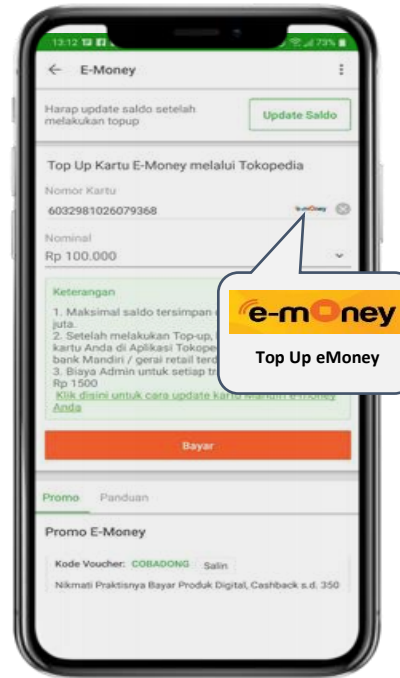 13:12
73%
E-Money
Harap update saldo setelah
melakukan topup
Update Saldo
Top Up Kartu E-Money melalui Tokopedia
Nomor Kartu
6032981026079368
e-money
Nominal
Rp 100.000
Keterangan
1. Maksimal saldo tersimpan
juta.
2. Setelah melakukan Top-up,
kartu Anda di Aplikasi
bank Mandiri / gerai retail
3. Biaya Admin untuk setiap
Rp 1500
Klik disini untuk cara update kartu Mandiri e-money
Anda
e-money
Top Up eMoney
Bayar
Promo Panduan
Promo E-Money
Kode Voucher: COBADONG Salin
Nikmati Praktisnya Bayar Produk Digital, Cashback s.d. 350